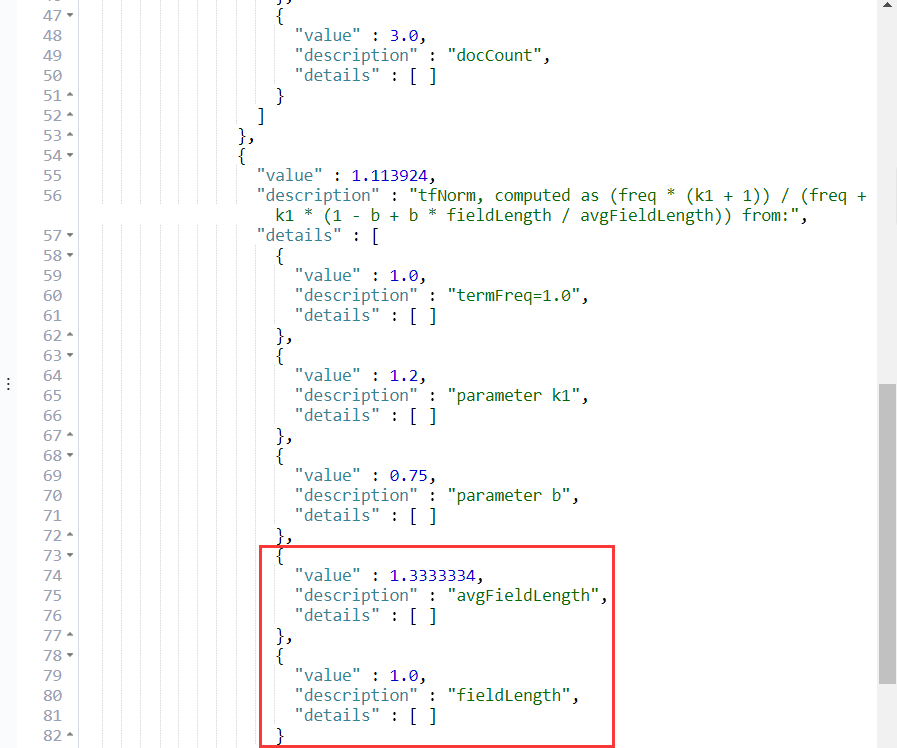 47 {
48 "value" : 3.0,
49 "description" : "docCount",
50 "details" : [ ]
51 }
52 ]
53 },
54 {
55 "value" : 1.113924,
56 "description" : "tfNorm, computed as (freq * (k1 + 1)) / (freq +
k1 * (1 - b + b * fieldLength / avgFieldLength)) from:",
57 "details" : [
58 {
59 "value" : 1.0,
60 "description" : "termFreq=1.0",
61 "details" : [ ]
62 },
63 {
64 "value" : 1.2,
65 "description" : "parameter k1",
66 "details" : [ ]
67 },
68 {
69 "value" : 0.75,
70 "description" : "parameter b",
71 "details" : [ ]
72 },
73 {
74 "value" : 1.3333334,
75 "description" : "avgFieldLength",
76 "details" : [ ]
77 },
78 {
79 "value" : 1.0,
80 "description" : "fieldLength",
81 "details" : [ ]
82 }